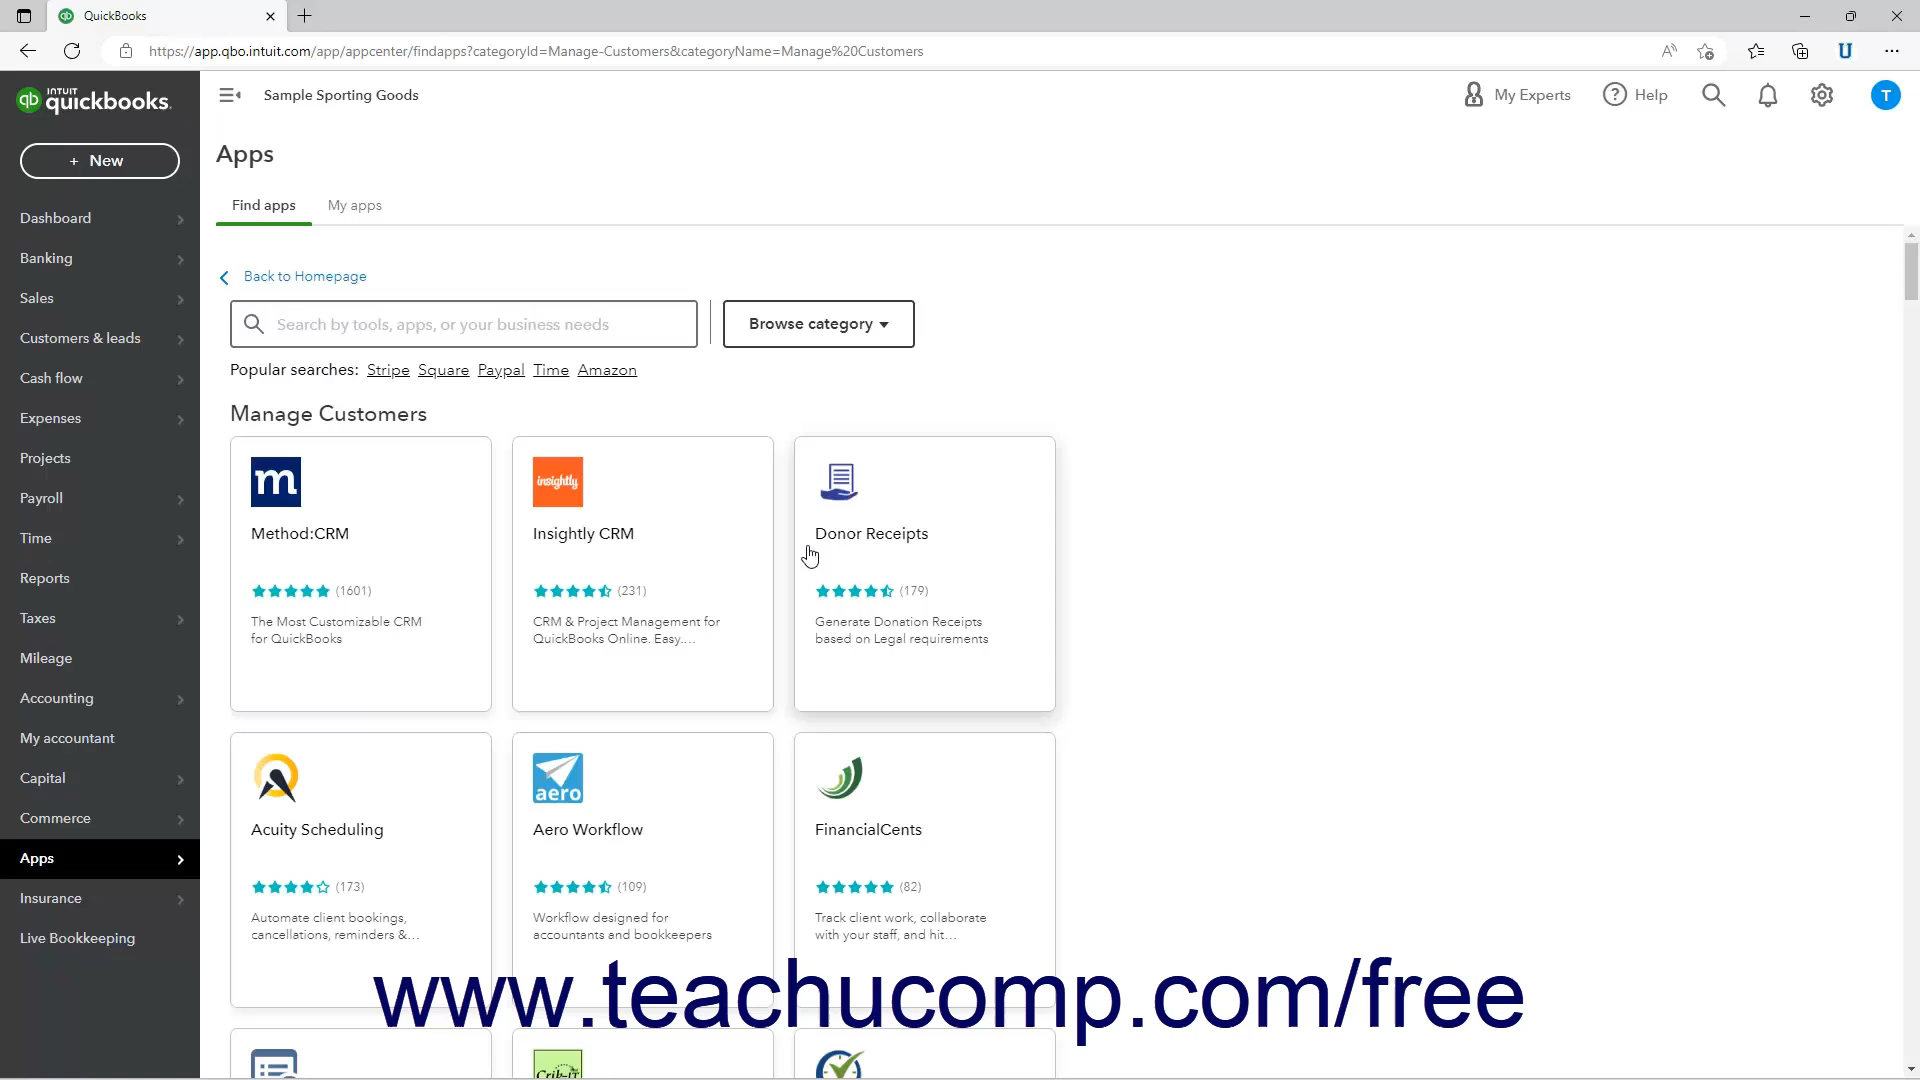 QuickBooks
https://app.qbo.intuit.com/app/appcenter/findapps?categoryId=Manage-Customers&categoryName=Manage%20Customers
INTUIT
quickbooks.
Sample Sporting Goods
My Experts
Help
T
+ New
Dashboard
Banking
Sales
Customers & leads
Cash flow
Expenses
Projects
Payroll
Time
Reports
Taxes
Mileage
Accounting
My accountant
Capital
Commerce
Apps
Insurance
Live Bookkeeping
Apps
Find apps
My apps
Back to Homepage
Search by tools, apps, or your business needs
Browse category
Popular searches: Stripe Square Paypal Time Amazon
Manage Customers
m
Method:CRM
(1601)
The Most Customizable CRM
for QuickBooks
insightly
Insightly CRM
(231)
CRM & Project Management for
QuickBooks Online. Easy....
Donor Receipts
(179)
Generate Donation Receipts
based on Legal requirements
Acuity Scheduling
(173)
Automate client bookings,
cancellations, reminders &...
aero
Aero Workflow
(109)
Workflow designed for
accountants and bookkeepers
FinancialCents
(82)
Track client work, collaborate
with your staff, and hit...
www.teachucomp.com/free
Crik-IT